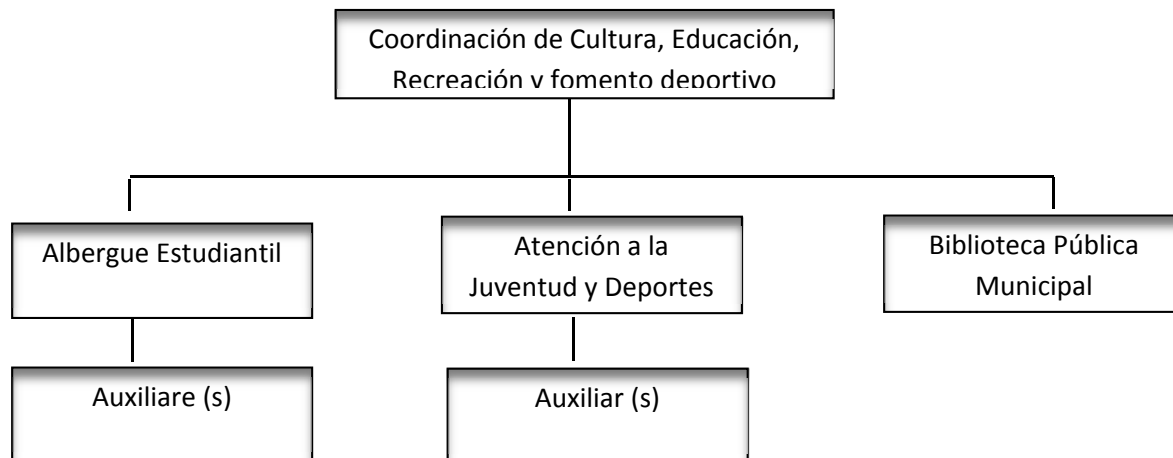 Coordinación de Cultura, Educación,
Recreación y fomento deportivo
Albergue Estudiantil
Atención a la
Juventud y Deportes
Biblioteca Pública
Municipal
Auxiliare (s)
Auxiliar (s)